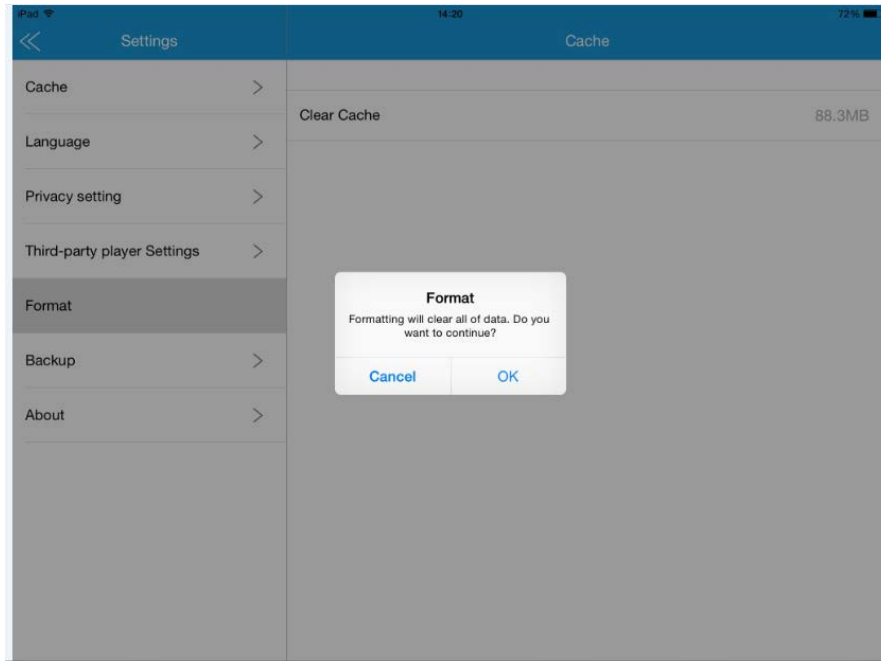 iPad 14:20 72%
Settings Cache
Cache
Clear Cache 88.3MB
Language
Privacy setting
Third-party player Settings
Format
Format
Formatting will clear all of data. Do you
want to continue?
Backup
Cancel OK
About